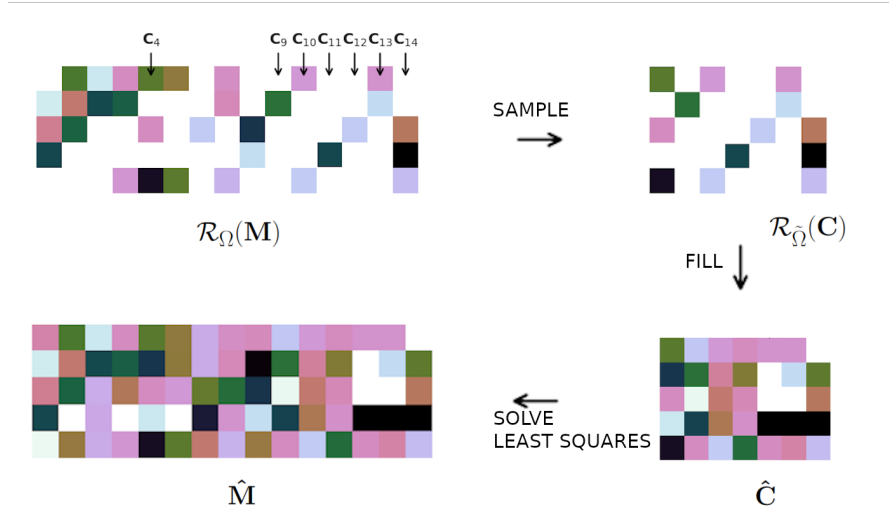 C₄ C₉ C₁₀ C₁₁ C₁₂ C₁₃ C₁₄
SAMPLE
R_Ω(M)
R_Ω̃(C)
FILL
SOLVE
LEAST SQUARES
M̂
Ĉ